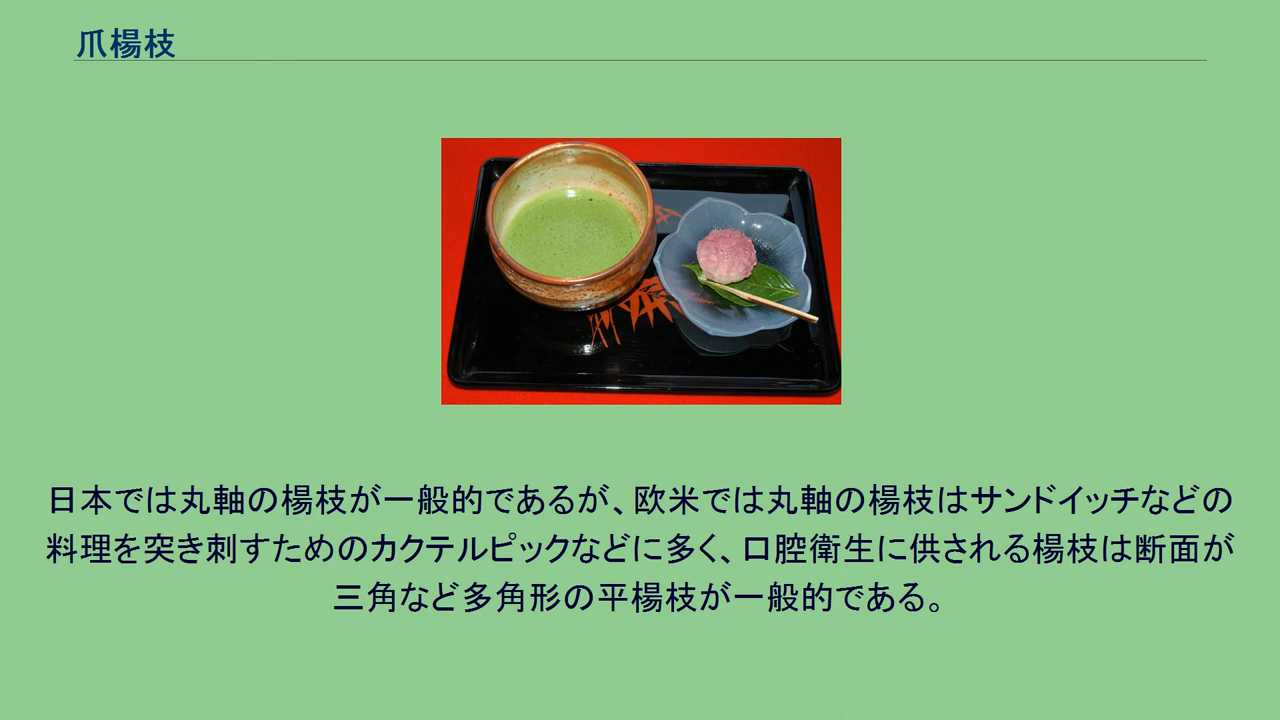 爪楊枝
日本では丸軸の楊枝が一般的であるが、欧米では丸軸の楊枝はサンドイッチなどの
料理を突き刺すためのカクテルピックなどに多く、口腔衛生に供される楊枝は断面が
三角など多角形の平楊枝が一般的である。